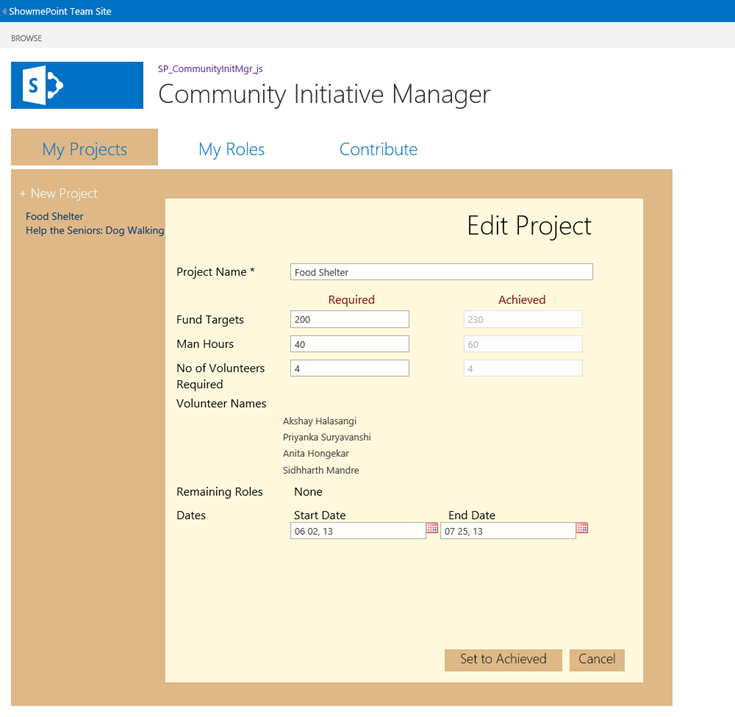 ShowmePoint Team Site
BROWSE
S
SP_CommunityInitMgr_js
Community Initiative Manager
My Projects My Roles Contribute
+ New Project
Food Shelter
Help the Seniors: Dog Walking
Edit Project
Project Name * Food Shelter
Required Achieved
Fund Targets 200 230
Man Hours 40 60
No of Volunteers 4 4
Required
Volunteer Names
Akshay Halasangi
Priyanka Suryavanshi
Anita Hongekar
Sidhharth Mandre
Remaining Roles None
Dates Start Date End Date
06 02, 13 07 25, 13
Set to Achieved Cancel